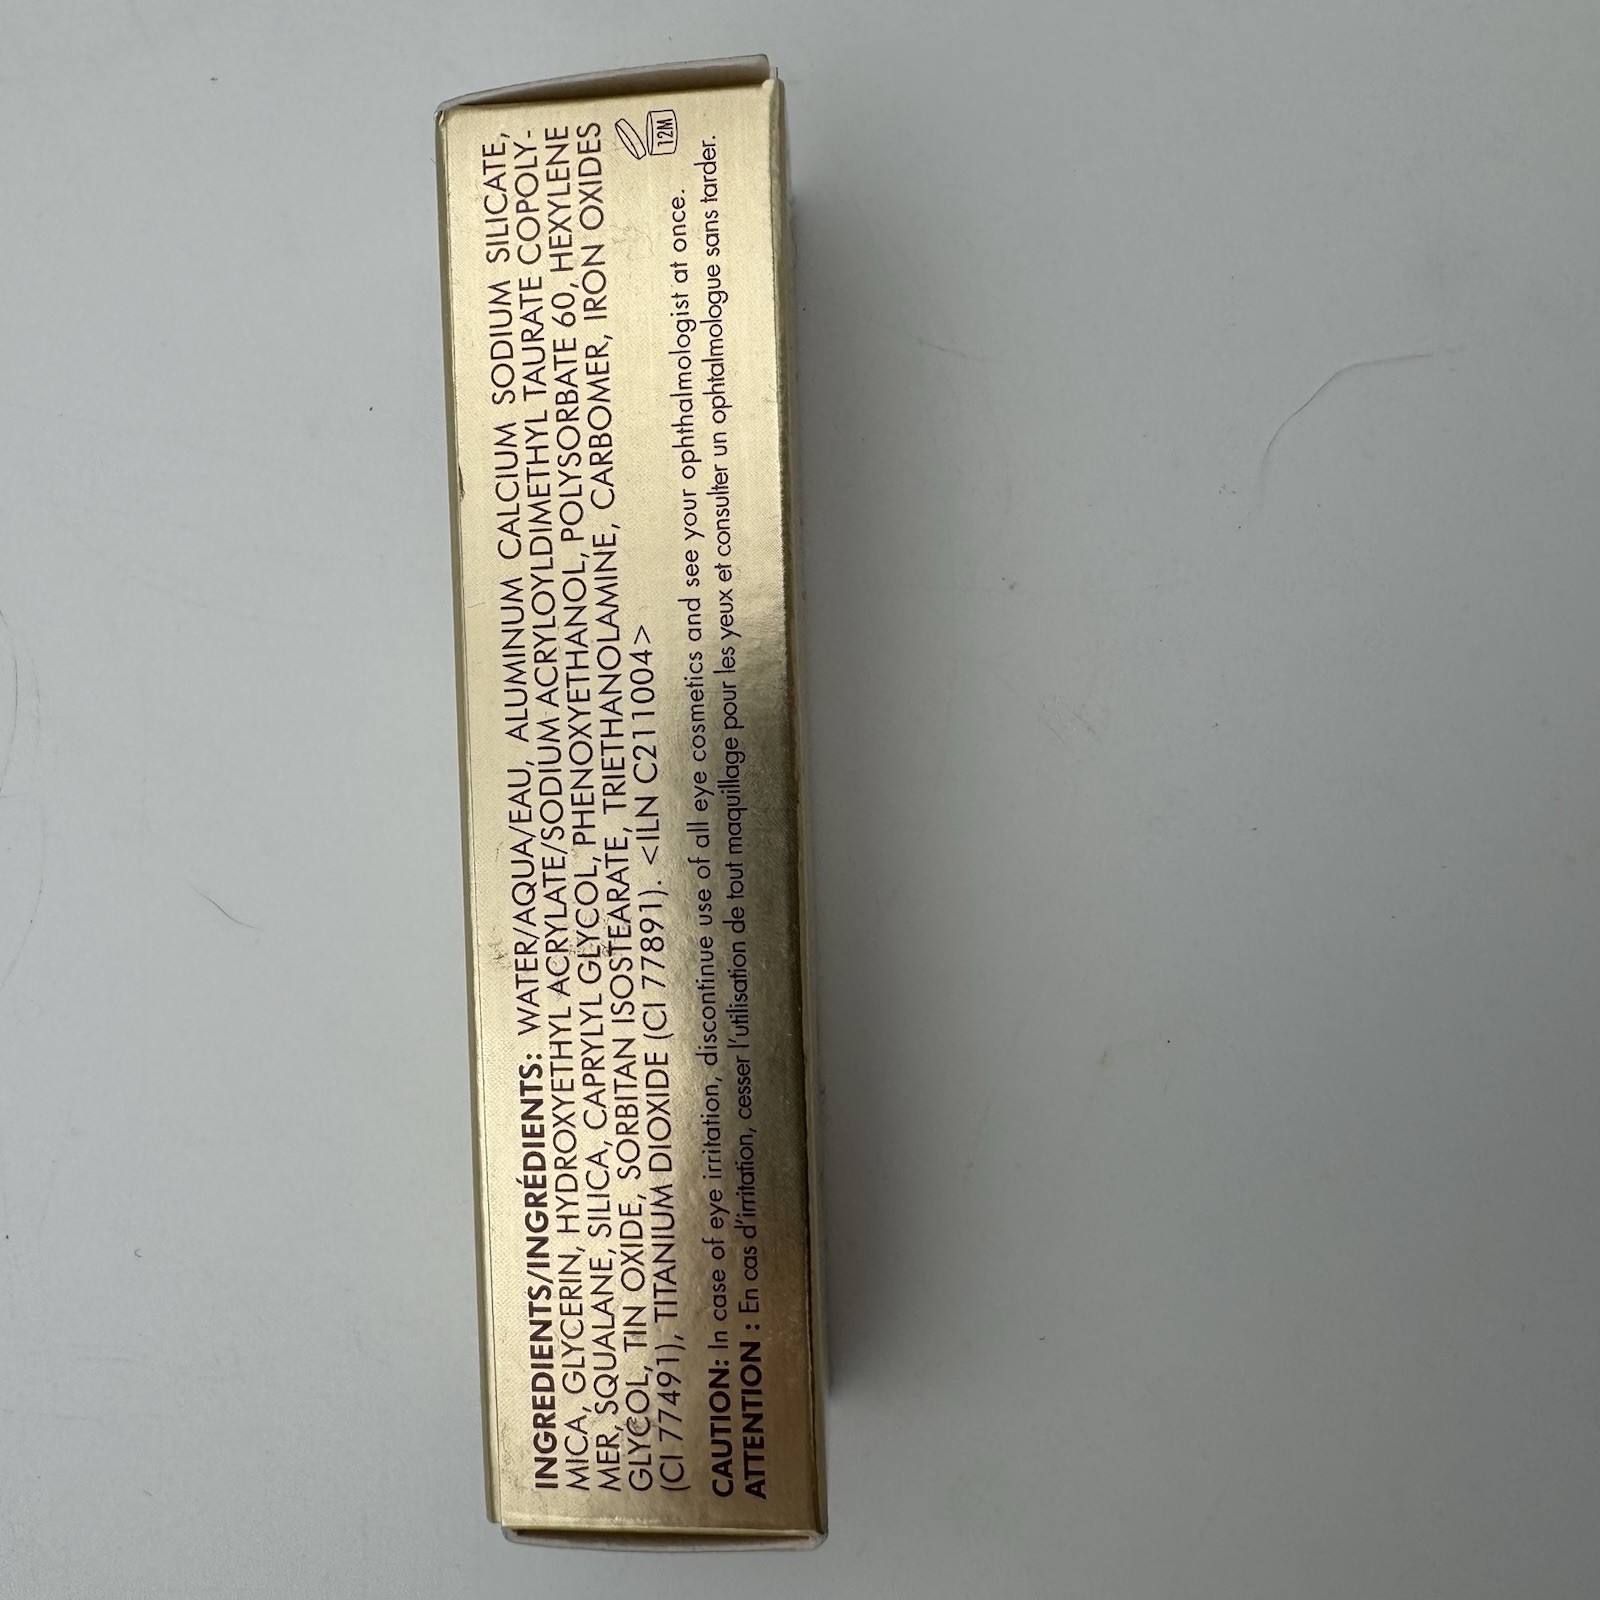 INGREDIENTS/INGRÉDIENTS: WATER/AQUA/EAU, ALUMINUM CALCIUM SODIUM SILICATE,
MICA, GLYCERIN, HYDROXYETHYL ACRYLATE/SODIUM ACRYLOYLDIMETHYL TAURATE COPOLY-
MER, SQUALANE, SILICA, CAPRYLYL GLYCOL, PHENOXYETHANOL, POLYSORBATE 60, HEXYLENE
GLYCOL, TIN OXIDE, SORBITAN ISOSTEARATE, TRIETHANOLAMINE, CARBOMER, IRON OXIDES
(CI 77491), TITANIUM DIOXIDE (CI 77891). <ILN C211004>
12M
CAUTION: In case of eye irritation, discontinue use of all eye cosmetics and see your ophthalmologist at once.
ATTENTION : En cas d'irritation, cesser l'utilisation de tout maquillage pour les yeux et consulter un ophtalmologue sans tarder.